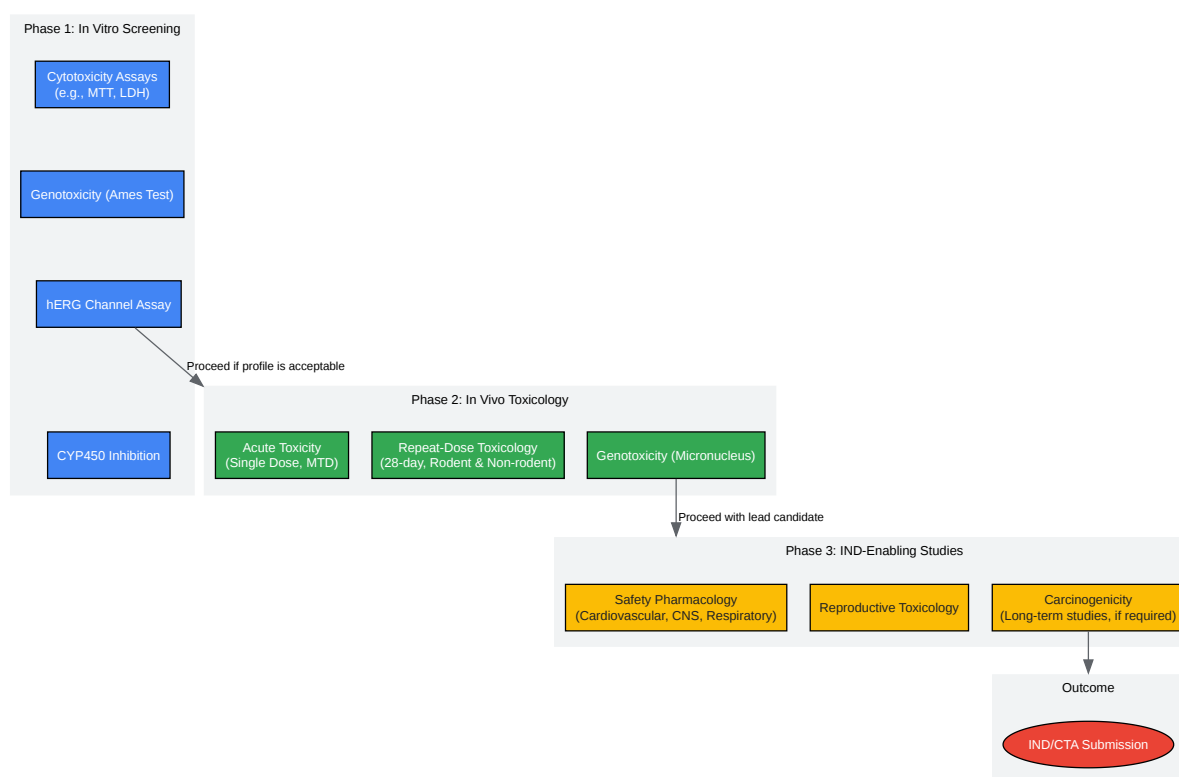 Phase 1: In Vitro Screening
Cytotoxicity Assays
(e.g., MTT, LDH)
Genotoxicity (Ames Test)
hERG Channel Assay
Proceed if profile is acceptable
CYP450 Inhibition
Phase 2: In Vivo Toxicology
Acute Toxicity
(Single Dose, MTD)
Repeat-Dose Toxicology
(28-day, Rodent & Non-rodent)
Genotoxicity (Micronucleus)
Proceed with lead candidate
Phase 3: IND-Enabling Studies
Safety Pharmacology
(Cardiovascular, CNS, Respiratory)
Reproductive Toxicology
Carcinogenicity
(Long-term studies, if required)
Outcome
IND/CTA Submission